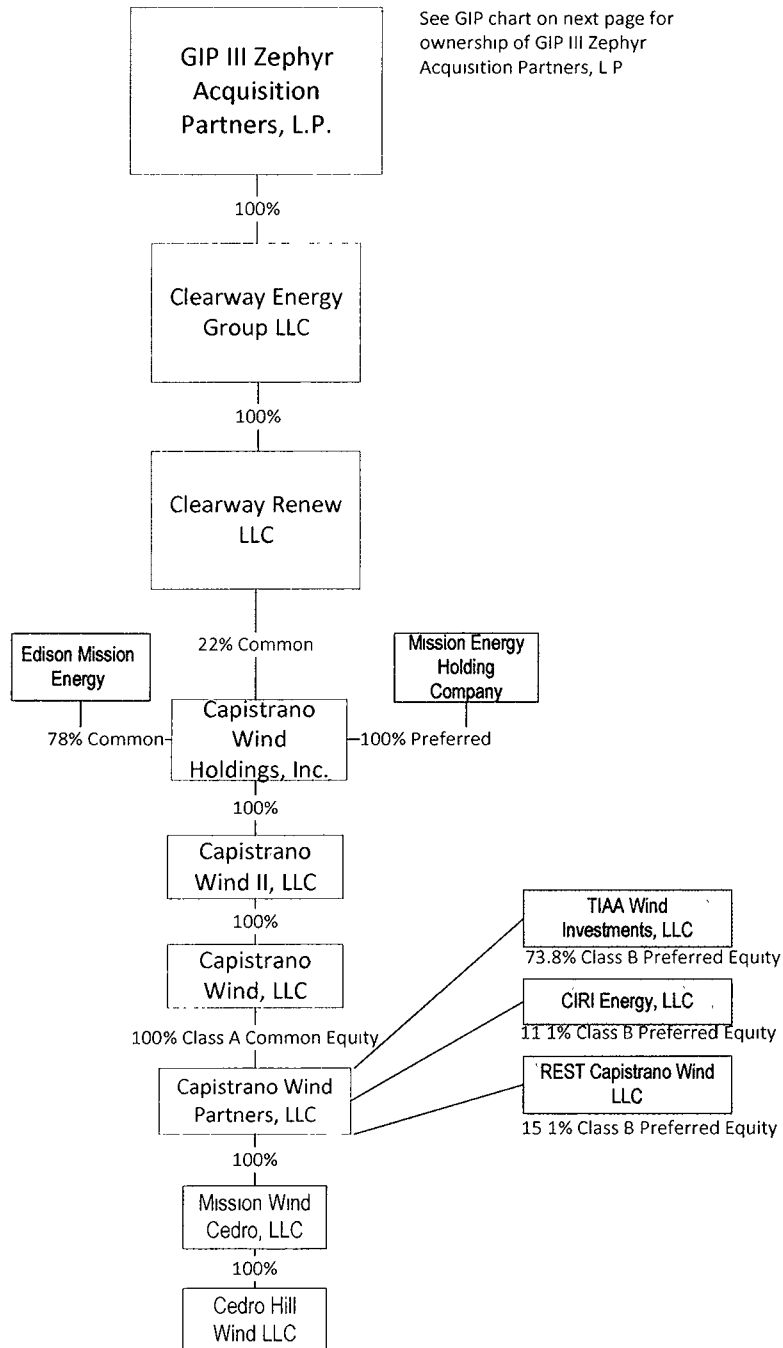 See GIP chart on next page for
ownership of GIP III Zephyr
Acquisition Partners, L P
GIP III Zephyr
Acquisition
Partners, L.P.
100%
Clearway Energy
Group LLC
100%
Clearway Renew
LLC
22% Common
Edison Mission
Energy
Mission Energy
Holding
Company
78% Common
Capistrano
Wind
Holdings, Inc.
100% Preferred
100%
Capistrano
Wind II, LLC
100%
Capistrano
Wind, LLC
TIAA Wind
Investments, LLC
73.8% Class B Preferred Equity
CIRI Energy, LLC
11 1% Class B Preferred Equity
100% Class A Common Equity
REST Capistrano Wind
LLC
15 1% Class B Preferred Equity
Capistrano Wind
Partners, LLC
100%
Mission Wind
Cedro, LLC
100%
Cedro Hill
Wind LLC